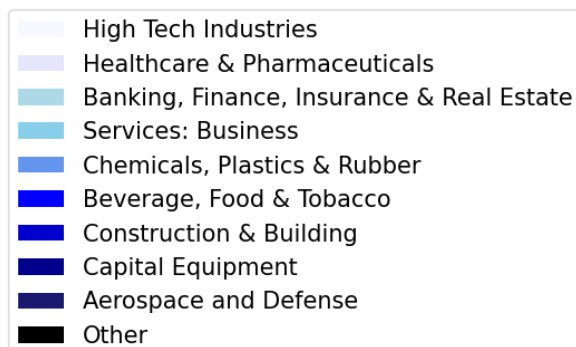 High Tech Industries
Healthcare & Pharmaceuticals
Banking, Finance, Insurance & Real Estate
Services: Business
Chemicals, Plastics & Rubber
Beverage, Food & Tobacco
Construction & Building
Capital Equipment
Aerospace and Defense
Other